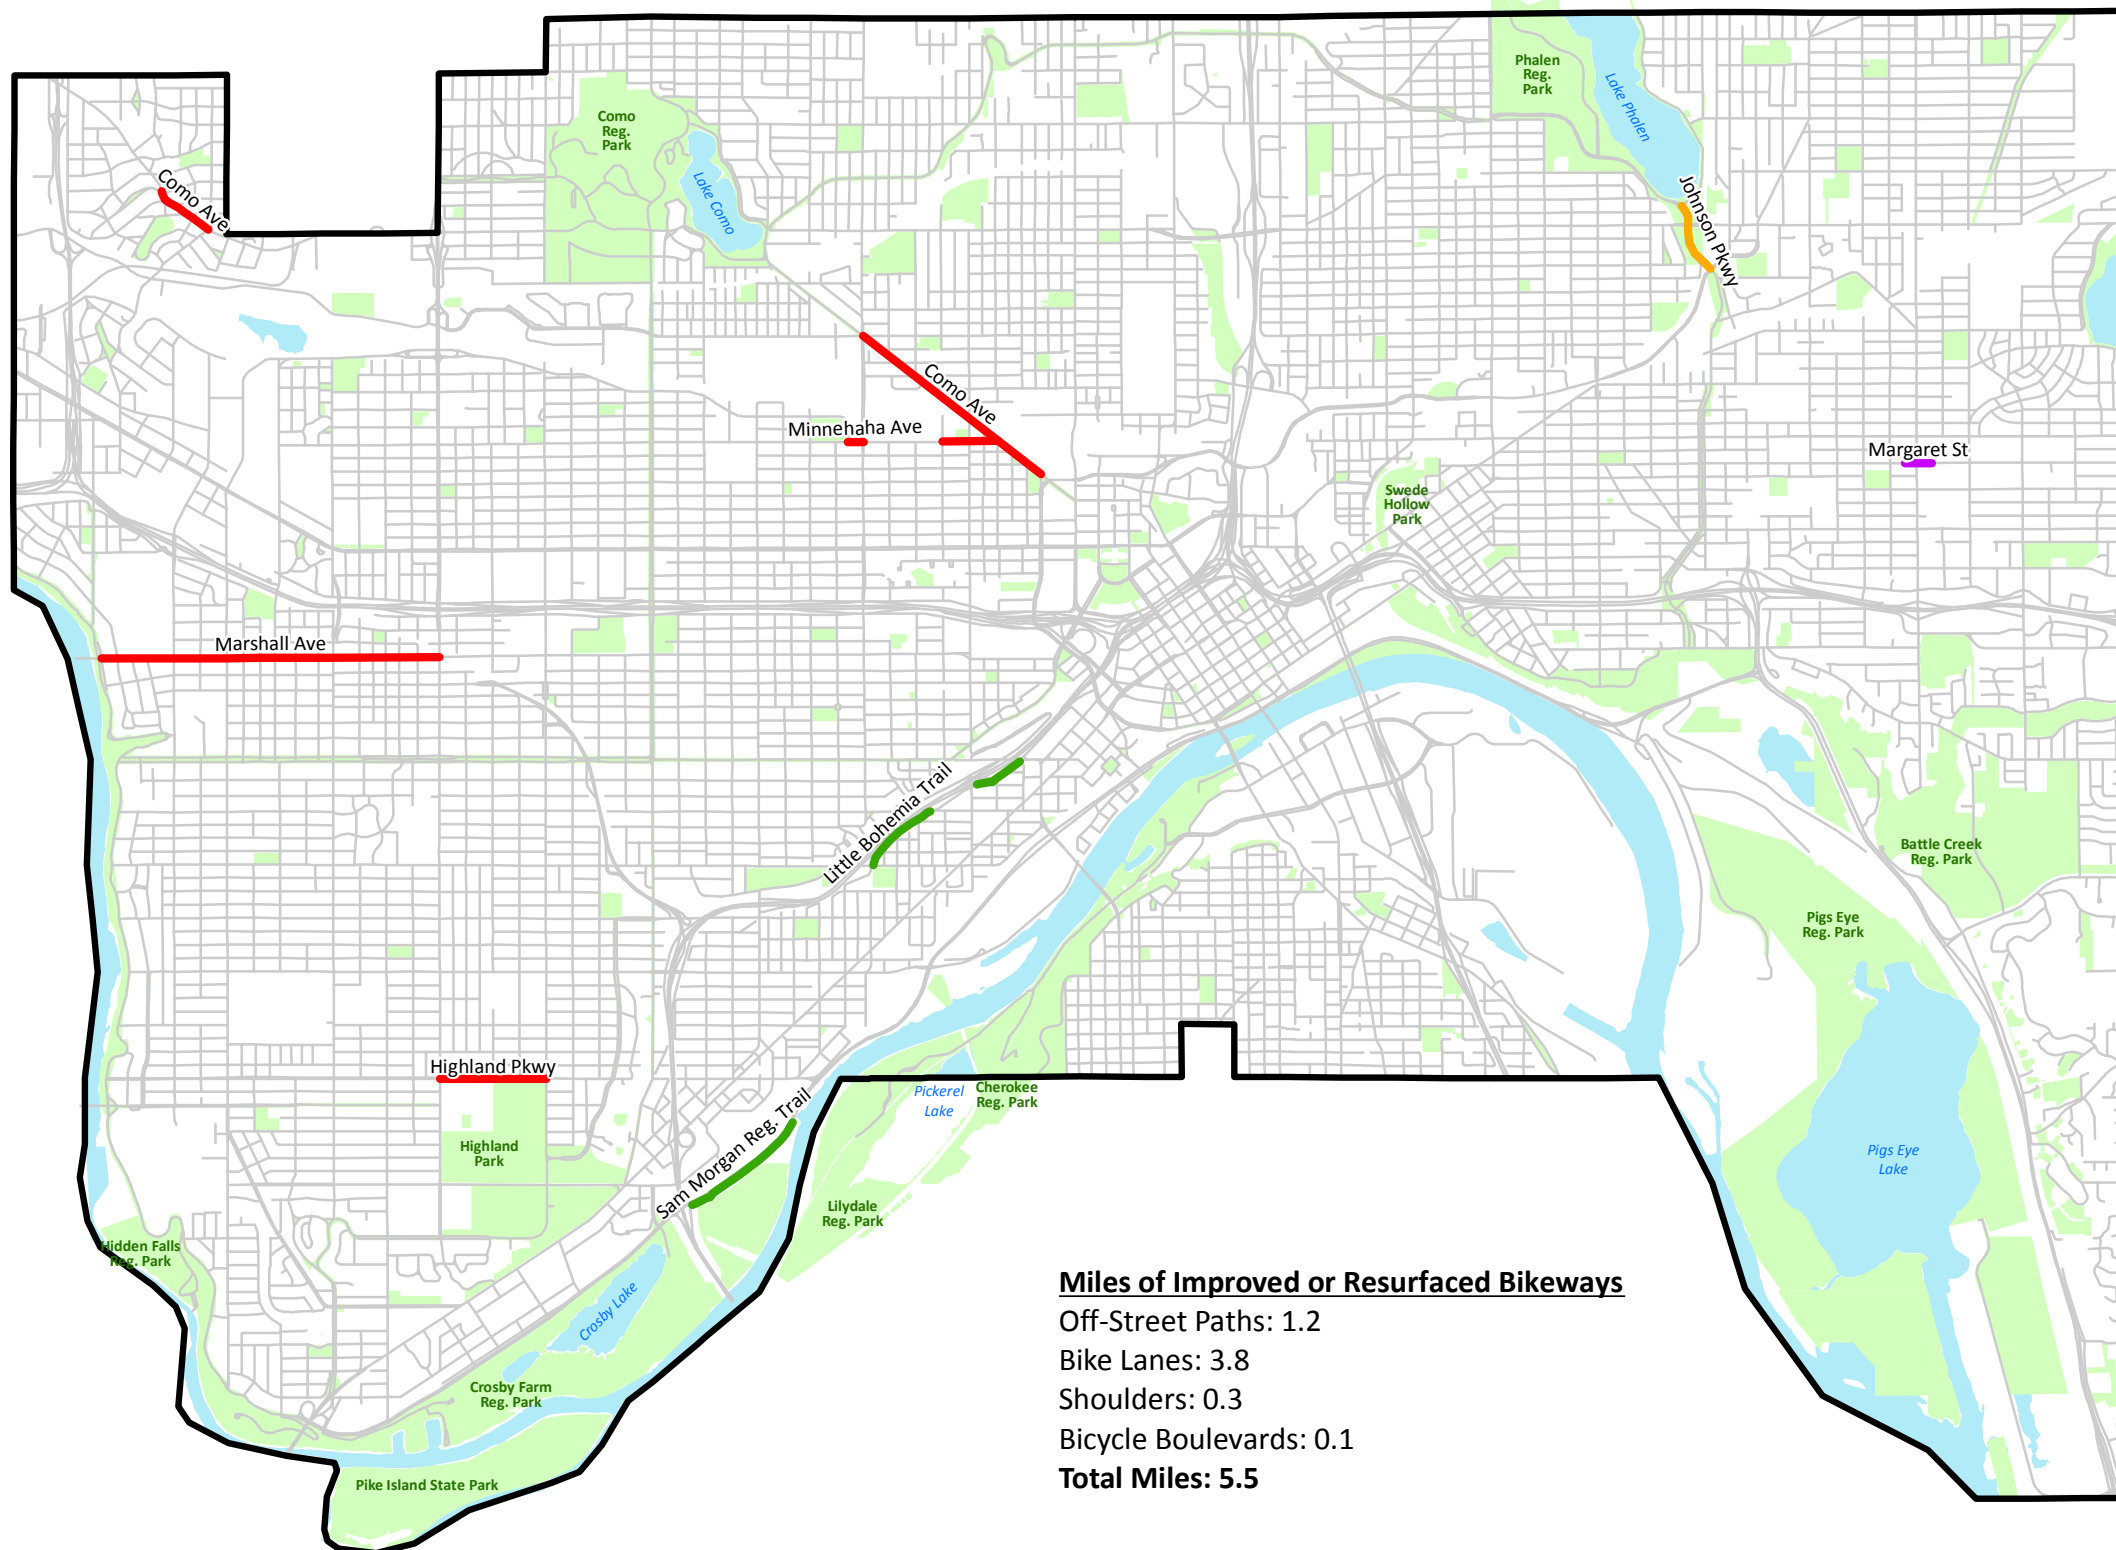 Phalen
Reg.
Park
Lake Phalen
Como
Reg.
Park
Lake Como
Como Ave
Johnson Pkwy
Como Ave
Minnehaha Ave
Margaret St
Swede
Hollow
Park
Marshall Ave
Little Bohemia Trail
Battle Creek
Reg. Park
Pigs Eye
Reg. Park
Highland Pkwy
Pickerel
Lake
Cherokee
Reg. Park
Sam Morgan Reg. Trail
Highland
Park
Pigs Eye
Lake
Lilydale
Reg. Park
Hidden Falls
Reg. Park
Crosby Lake
Crosby Farm
Reg. Park
Pike Island State Park
Miles of Improved or Resurfaced Bikeways
Off-Street Paths: 1.2
Bike Lanes: 3.8
Shoulders: 0.3
Bicycle Boulevards: 0.1
Total Miles: 5.5